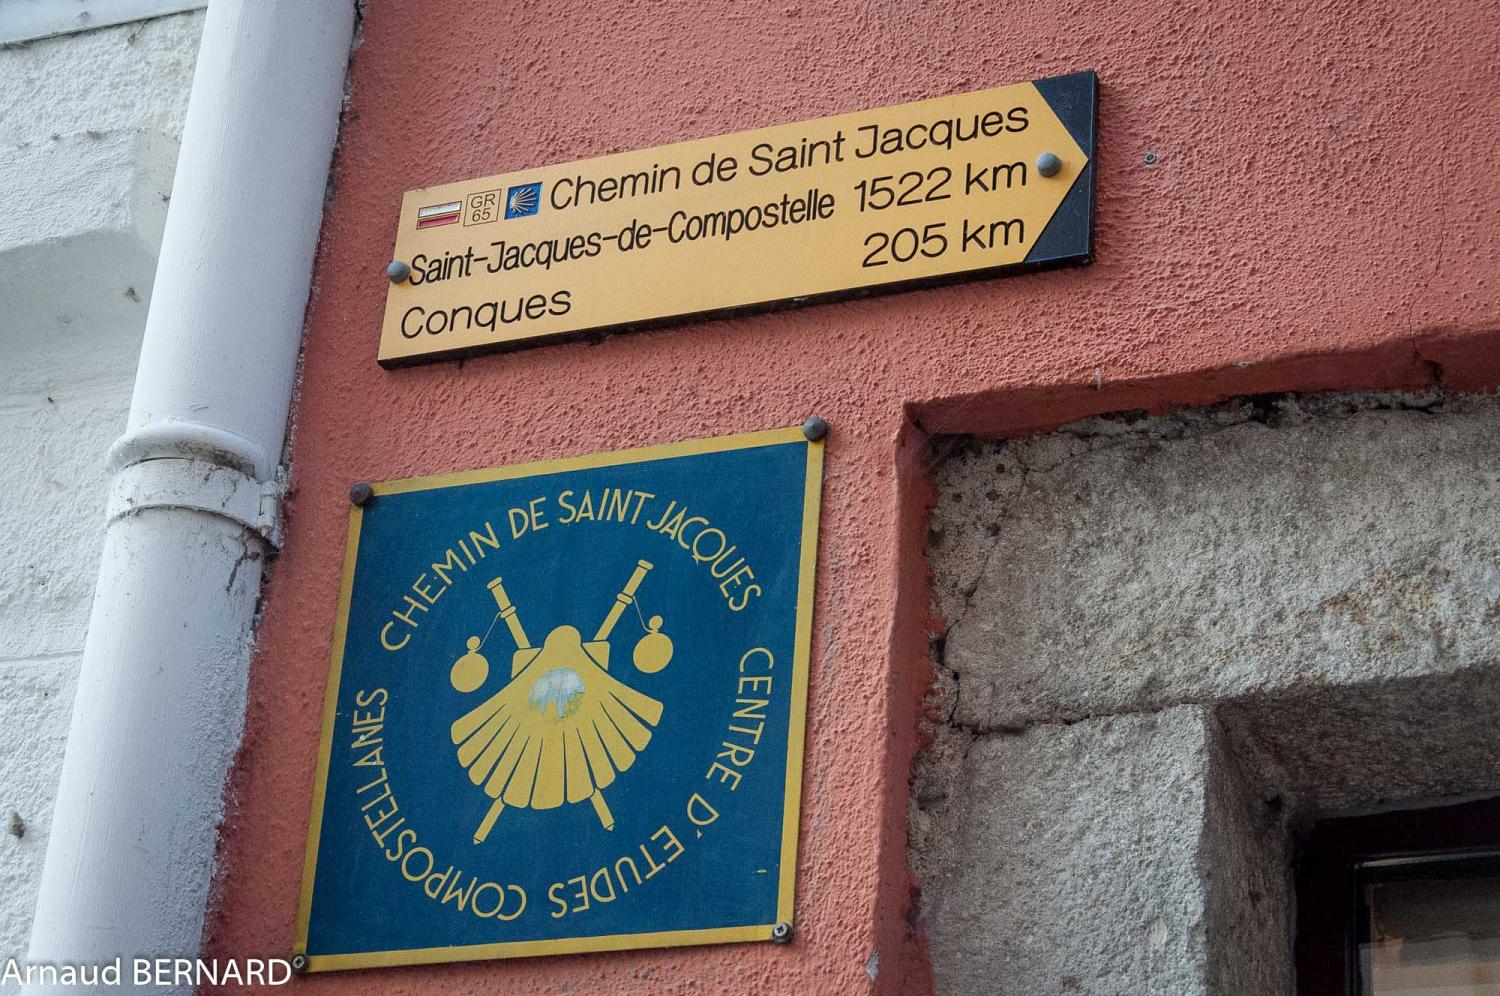 GR
65
Chemin de Saint Jacques
Saint-Jacques-de-Compostelle 1522 km
Conques 205 km
CHEMIN DE SAINT JACQUES
CENTRE D'ETUDES COMPOSTELLANES
Arnaud BERNARD